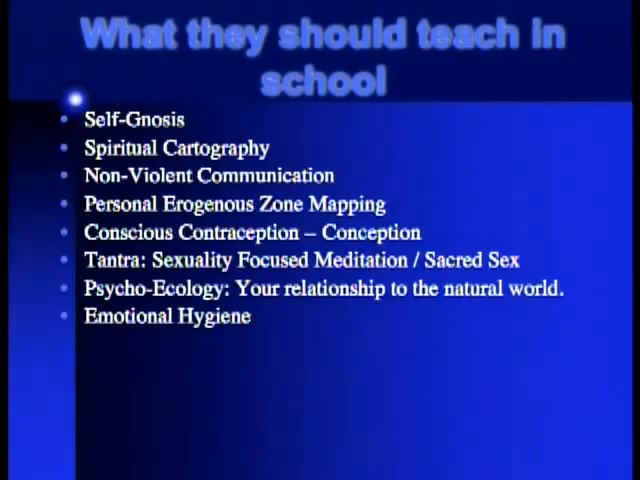 What they should teach in
school
• Self-Gnosis
• Spiritual Cartography
• Non-Violent Communication
• Personal Erogenous Zone Mapping
• Conscious Contraception – Conception
• Tantra: Sexuality Focused Meditation / Sacred Sex
• Psycho-Ecology: Your relationship to the natural world.
• Emotional Hygiene